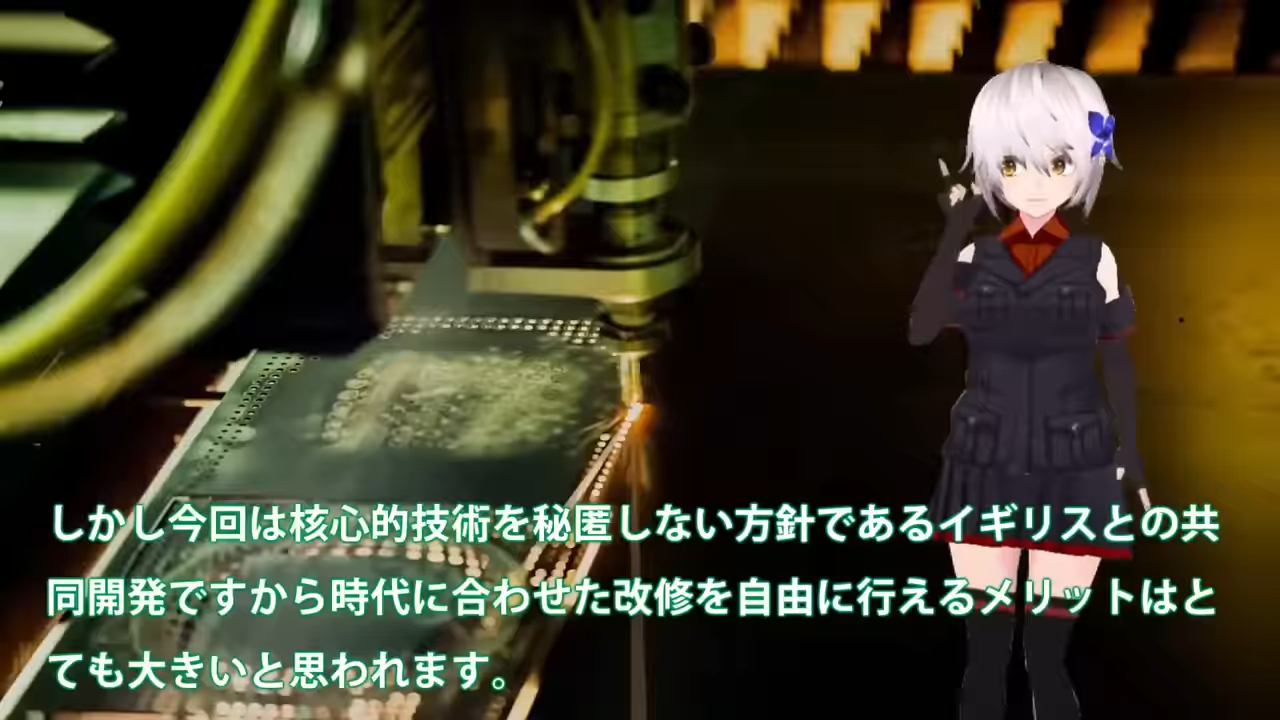 しかし今回は核心的技術を秘匿しない方針であるイギリスとの共
同開発ですから時代に合わせた改修を自由に行えるメリットはと
ても大きいと思われます。